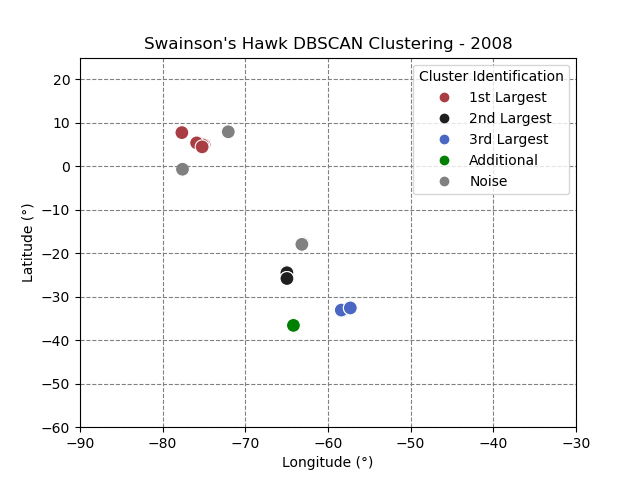 Swainson's Hawk DBSCAN Clustering - 2008
Cluster Identification
1st Largest
2nd Largest
3rd Largest
Additional
Noise
Latitude (°)
20
10
0
−10
−20
−30
−40
−50
−60
−90 −80 −70 −60 −50 −40 −30
Longitude (°)